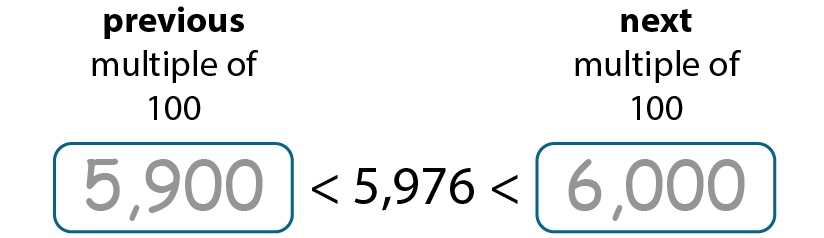 previous
multiple of
100
next
multiple of
100
5,900 < 5,976 < 6,000